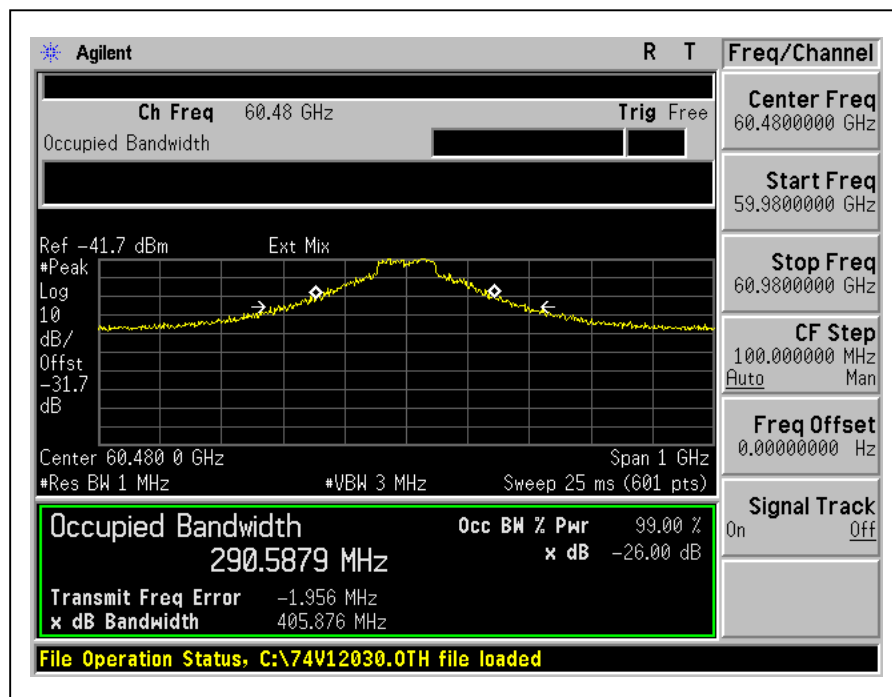 Agilent R T Freq/Channel
Ch Freq 60.48 GHz Trig Free
Occupied Bandwidth
Center Freq
60.4800000 GHz
Start Freq
59.9800000 GHz
Stop Freq
60.9800000 GHz
CF Step
100.000000 MHz
Auto Man
Freq Offset
0.00000000 Hz
Signal Track
On Off
Ref -41.7 dBm Ext Mix
#Peak
Log
10
dB/
Offst
-31.7
dB
Center 60.480 0 GHz Span 1 GHz
#Res BW 1 MHz #VBW 3 MHz Sweep 25 ms (601 pts)
Occupied Bandwidth Occ BW % Pwr 99.00 %
290.5879 MHz x dB -26.00 dB
Transmit Freq Error -1.956 MHz
x dB Bandwidth 405.876 MHz
File Operation Status, C:\74V12030.OTH file loaded